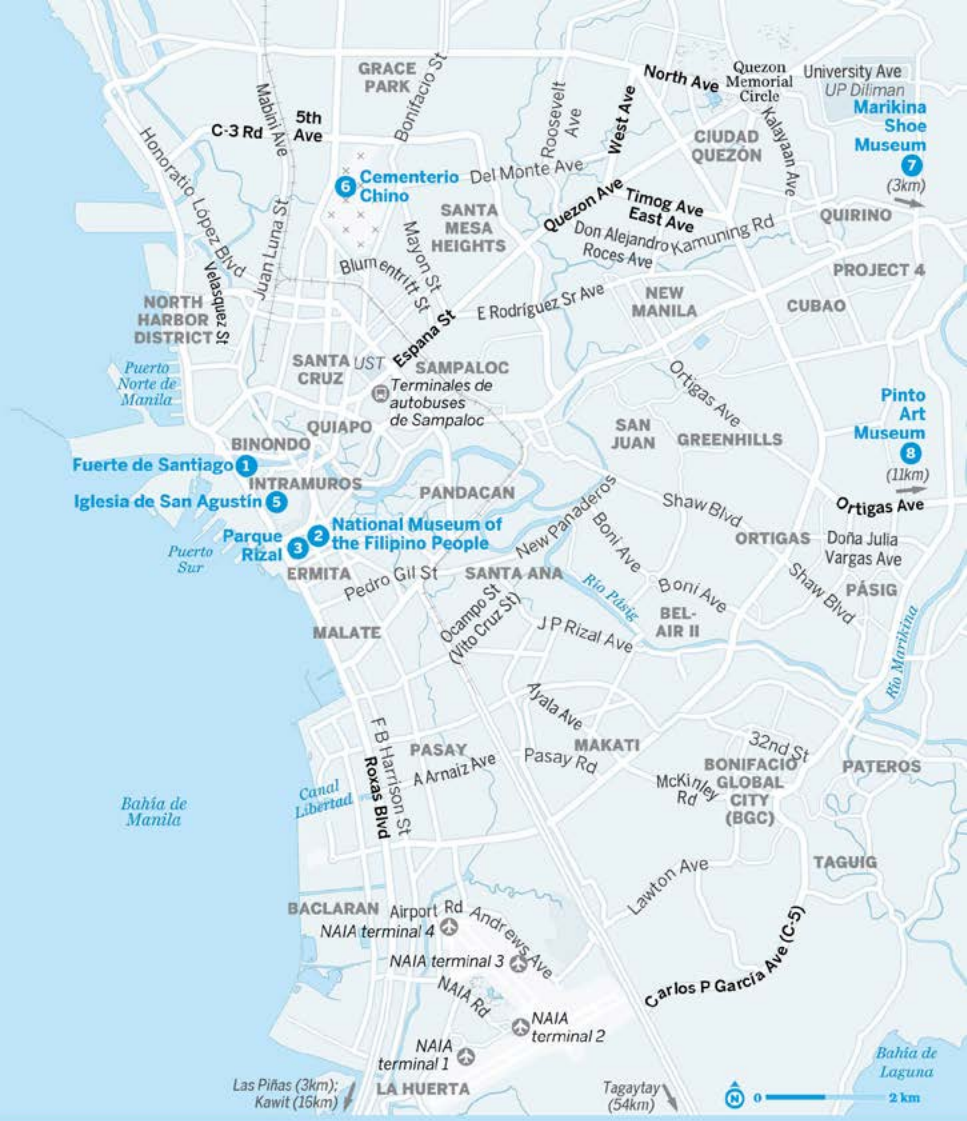 GRACE
PARK
Bonifacio St
Mabini Ave
5th
Ave
C-3 Rd
Honoratio López Blvd
Juan Luna St
Velasquez St
NORTH
HARBOR
DISTRICT
Puerto
Norte de
Manila
6 Cementerio
Chino
Del Monte Ave
Roosevelt
Ave
West Ave
North Ave
Quezon
Memorial
Circle
University Ave
UP Diliman
Marikina
Shoe
Museum
7
(3km)
CIUDAD
QUEZÓN
Kalayaan Ave
SANTA
MESA
HEIGHTS
Mayon St
Blumentritt St
Quezon Ave
Timog Ave
East Ave
Don Alejandro
Roces Ave
Kamuning Rd
QUIRINO
PROJECT 4
E Rodríguez Sr Ave
NEW
MANILA
CUBAO
Espana St
SANTA
CRUZ
UST
SAMPALOC
Terminales de
autobuses
de Sampaloc
Ortigas Ave
Pinto
Art
Museum
8
(11km)
Ortigas Ave
QUIAPO
BINONDO
SAN
JUAN
GREENHILLS
Fuerte de Santiago 1
INTRAMUROS
Iglesia de San Agustín 5
PANDACAN
New Panaderos
Shaw Blvd
Boni Ave
ORTIGAS
Doña Julia
Vargas Ave
Parque
Rizal 3
2 National Museum of
the Filipino People
Puerto
Sur
ERMITA
Pedro Gil St
SANTA ANA
Río Pásig
Boni Ave
Shaw Blvd
PÁSIG
BEL-
AIR II
MALATE
Ocampo St
(Vito Cruz St)
J P Rizal Ave
Río Marikina
Ayala Ave
F B Harrison St
Roxas Blvd
PASAY
A Arnaiz Ave
Pasay Rd
MAKATI
32nd St
BONIFACIO
GLOBAL
CITY
(BGC)
McKinley
Rd
PATEROS
Canal
Libertad
Bahía de
Manila
TAGUIG
Lawton Ave
BACLARAN
Airport Rd
Andrews Ave
NAIA terminal 4
NAIA terminal 3
NAIA Rd
NAIA
terminal 2
NAIA
terminal 1
Carlos P García Ave (C-5)
LA HUERTA
Las Piñas (3km);
Kawit (16km)
Tagaytay
(54km)
Bahía de
Laguna
N 0 2 km